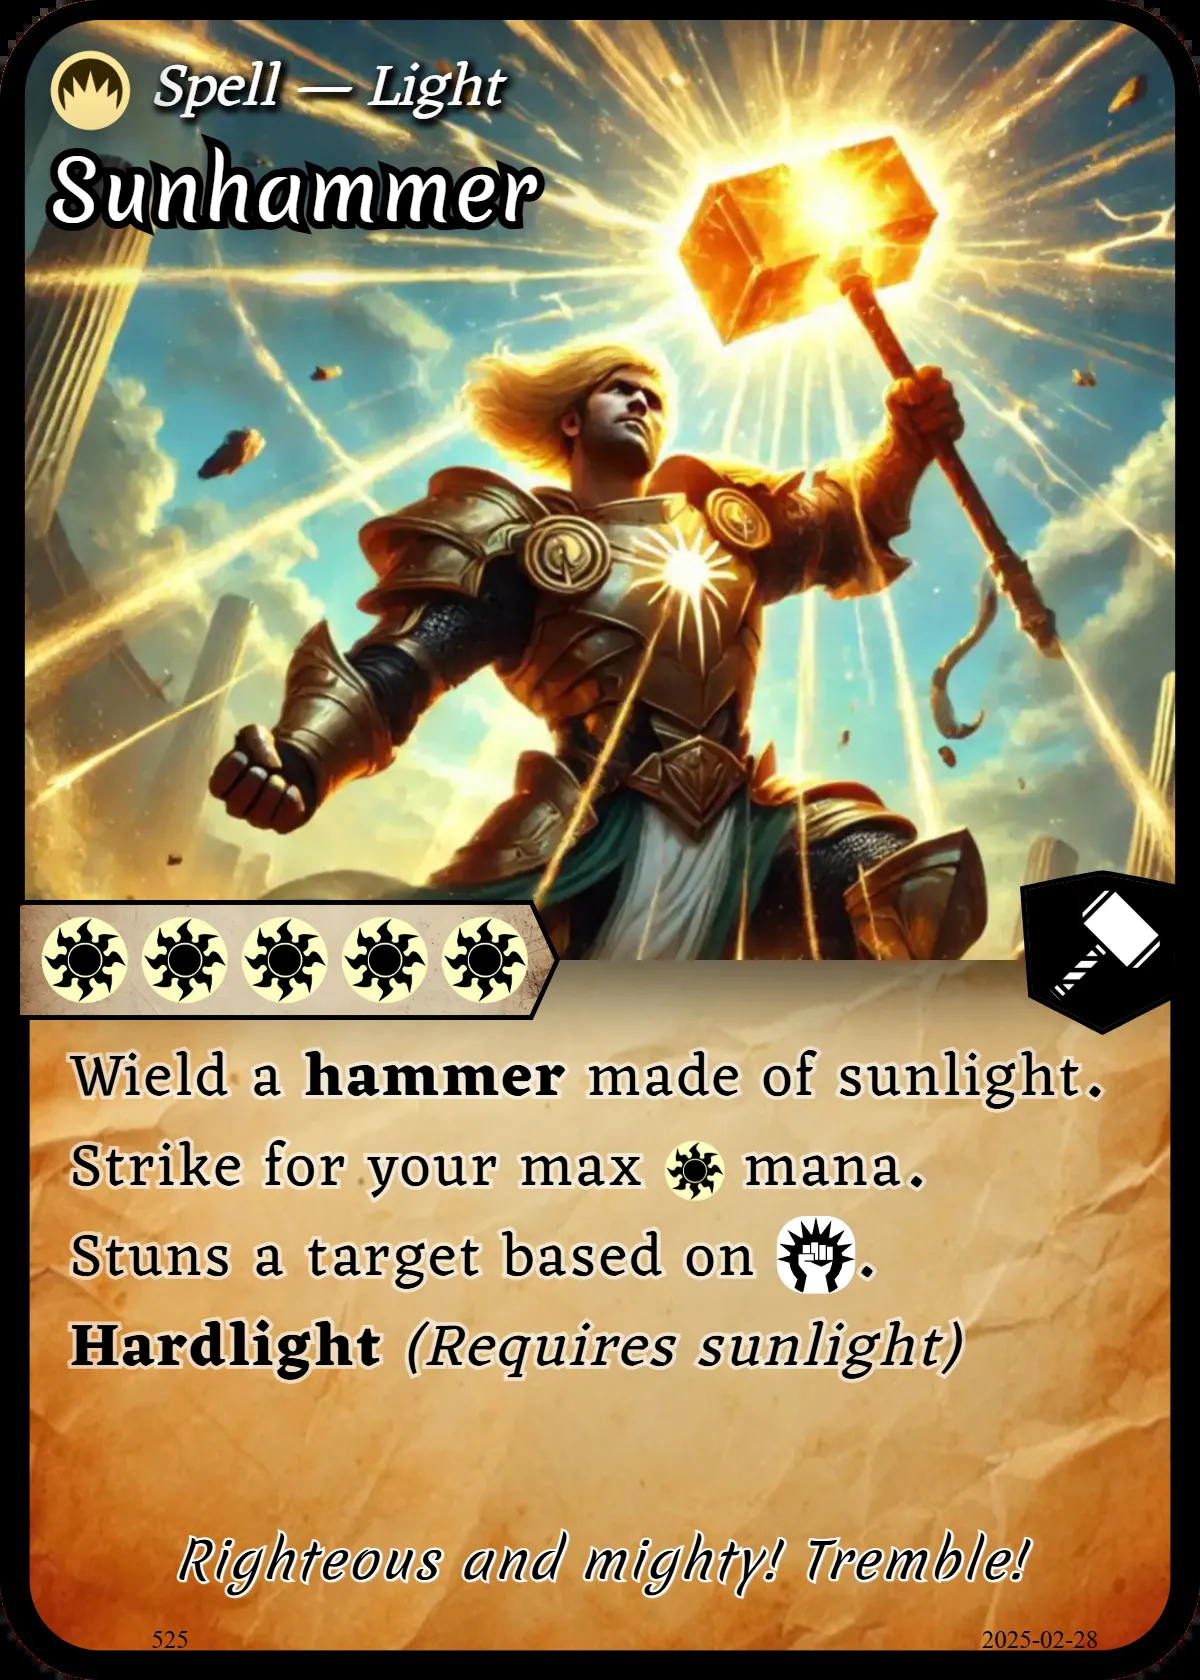 Spell — Light
Sunhammer
Wield a hammer made of sunlight.
Strike for your max mana.
Stuns a target based on .
Hardlight (Requires sunlight)
Righteous and mighty! Tremble!
525
2025-02-28